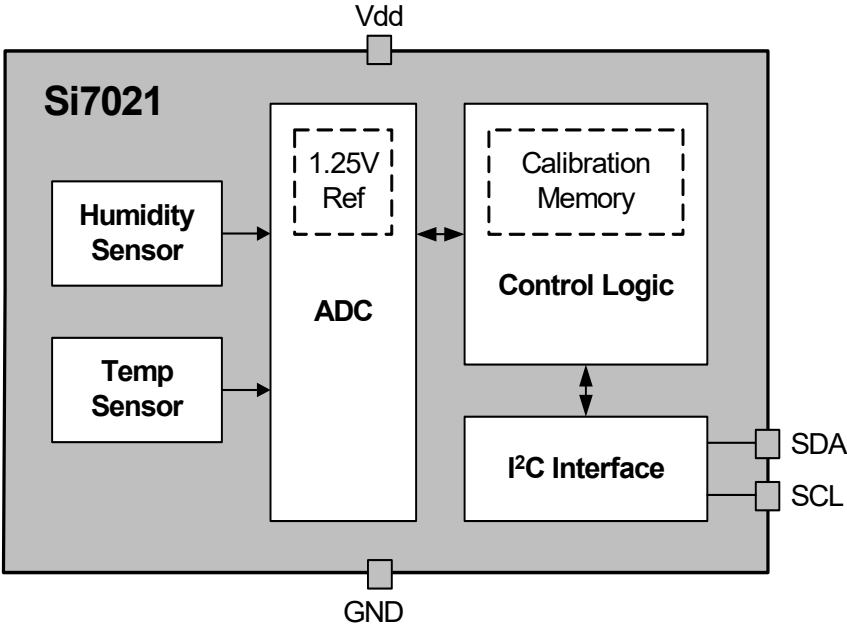 Vdd
Si7021
1.25V
Ref
Calibration
Memory
Humidity
Sensor
Control Logic
ADC
Temp
Sensor
I²C Interface
SDA
SCL
GND